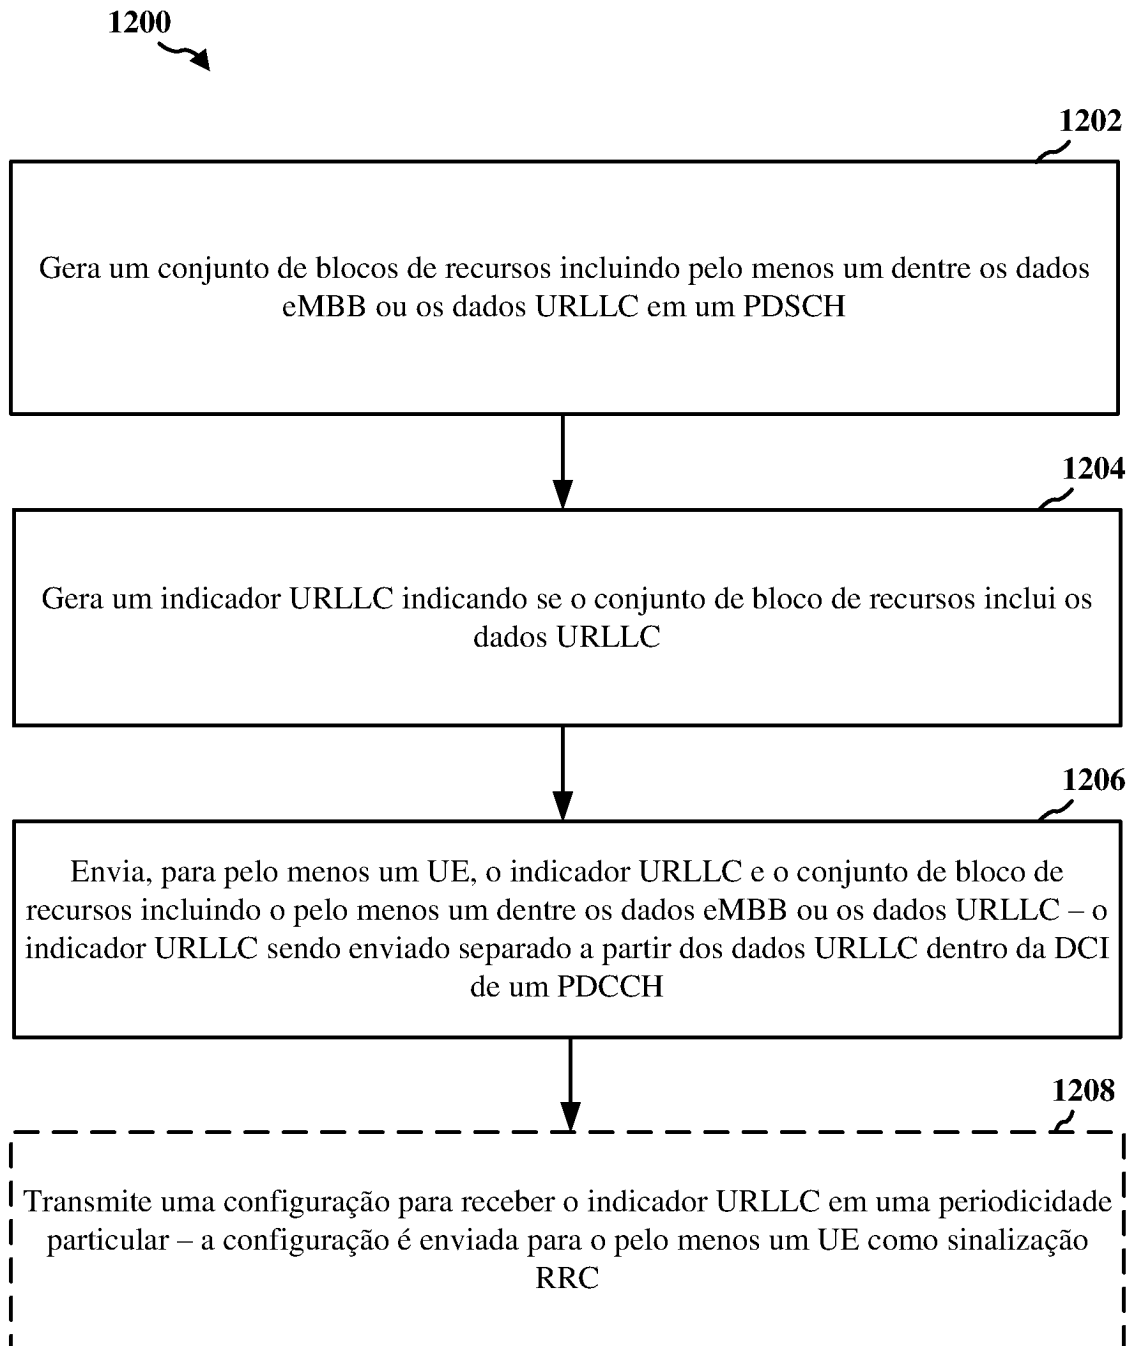 1200
1202
Gera um conjunto de blocos de recursos incluindo pelo menos um dentre os dados
eMBB ou os dados URLLC em um PDSCH
1204
Gera um indicador URLLC indicando se o conjunto de bloco de recursos inclui os
dados URLLC
1206
Envia, para pelo menos um UE, o indicador URLLC e o conjunto de bloco de
recursos incluindo o pelo menos um dentre os dados eMBB ou os dados URLLC – o
indicador URLLC sendo enviado separado a partir dos dados URLLC dentro da DCI
de um PDCCH
1208
Transmite uma configuração para receber o indicador URLLC em uma periodicidade
particular – a configuração é enviada para o pelo menos um UE como sinalização
RRC